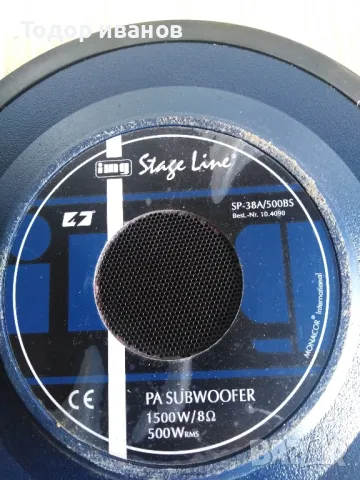 Тодор иванов
img Stage Line®
SP-38A/500BS
Best.-Nr. 10.4090
img
MONACOR® International
CE
PA SUBWOOFER
1500W/8Ω
500WRMS